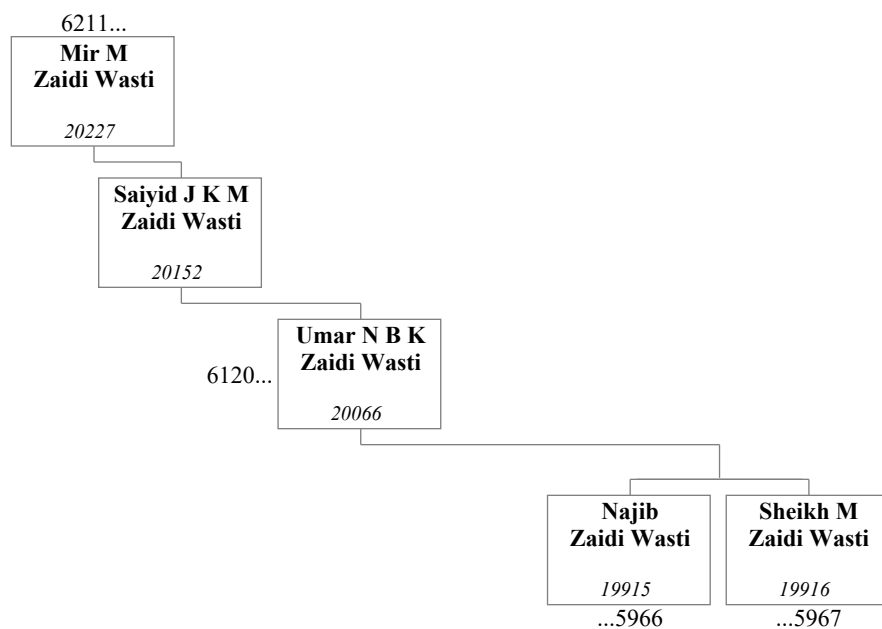 6211...
Mir M
Zaidi Wasti
20227
Saiyid J K M
Zaidi Wasti
20152
Umar N B K
Zaidi Wasti
6120...
20066
Najib
Zaidi Wasti
19915
...5966
Sheikh M
Zaidi Wasti
19916
...5967